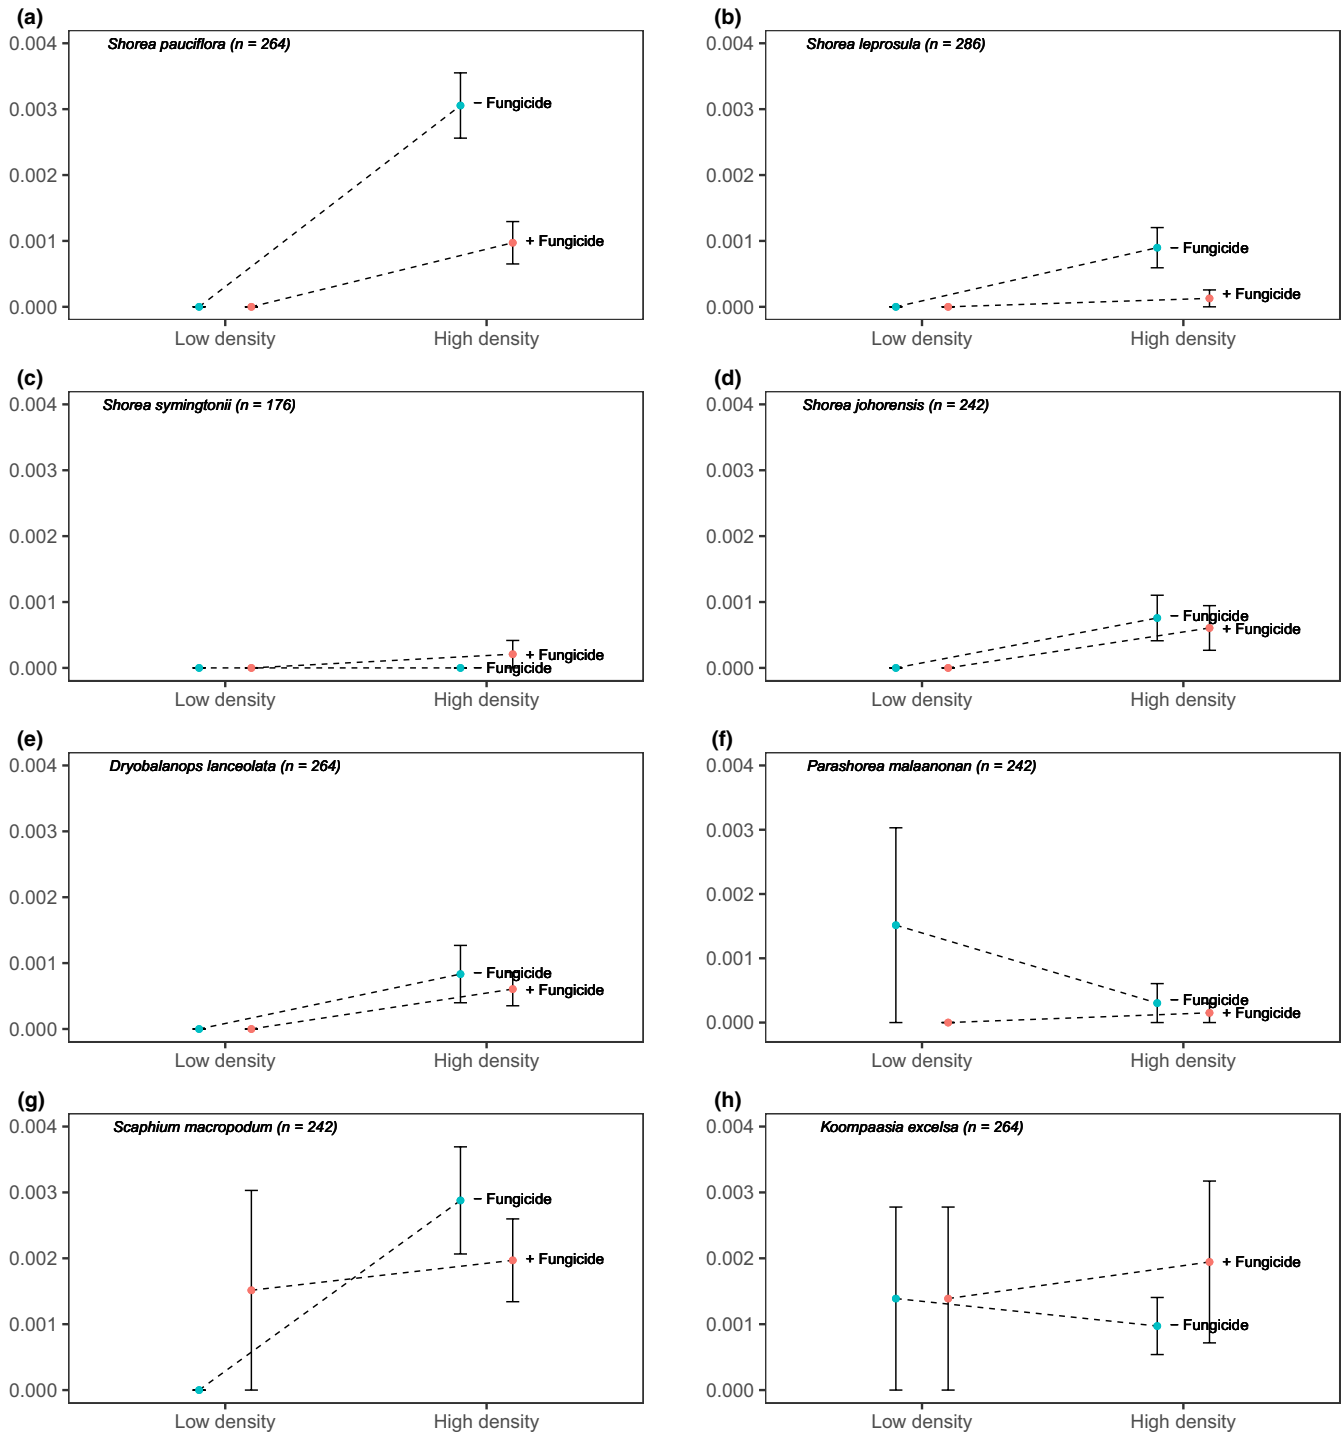 (a)
Shorea pauciflora (n = 264)
0.004
0.003
0.002
0.001
0.000
− Fungicide
+ Fungicide
Low density
High density
(b)
Shorea leprosula (n = 286)
0.004
0.003
0.002
0.001
0.000
− Fungicide
+ Fungicide
Low density
High density
(c)
Shorea symingtonii (n = 176)
0.004
0.003
0.002
0.001
0.000
+ Fungicide
− Fungicide
Low density
High density
(d)
Shorea johorensis (n = 242)
0.004
0.003
0.002
0.001
0.000
− Fungicide
+ Fungicide
Low density
High density
(e)
Dryobalanops lanceolata (n = 264)
0.004
0.003
0.002
0.001
0.000
− Fungicide
+ Fungicide
Low density
High density
(f)
Parashorea malaanonan (n = 242)
0.004
0.003
0.002
0.001
0.000
− Fungicide
+ Fungicide
Low density
High density
(g)
Scaphium macropodum (n = 242)
0.004
0.003
0.002
0.001
0.000
− Fungicide
+ Fungicide
Low density
High density
(h)
Koompaasia excelsa (n = 264)
0.004
0.003
0.002
0.001
0.000
+ Fungicide
− Fungicide
Low density
High density